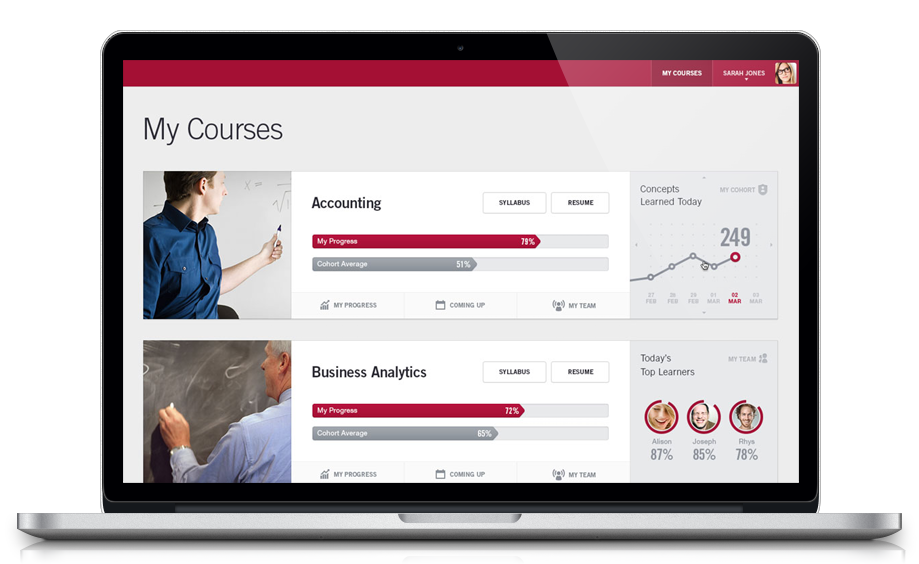 MY COURSES
SARAH JONES
My Courses
Accounting
SYLLABUS
RESUME
My Progress 79%
Cohort Average 51%
MY PROGRESS
COMING UP
MY TEAM
Concepts
Learned Today
MY COHORT
249
27 28 29 01 02 03
FEB FEB FEB MAR MAR MAR
Business Analytics
SYLLABUS
RESUME
My Progress 72%
Cohort Average 65%
MY PROGRESS
COMING UP
MY TEAM
Today's
Top Learners
MY TEAM
Alison Joseph Rhys
87% 85% 78%